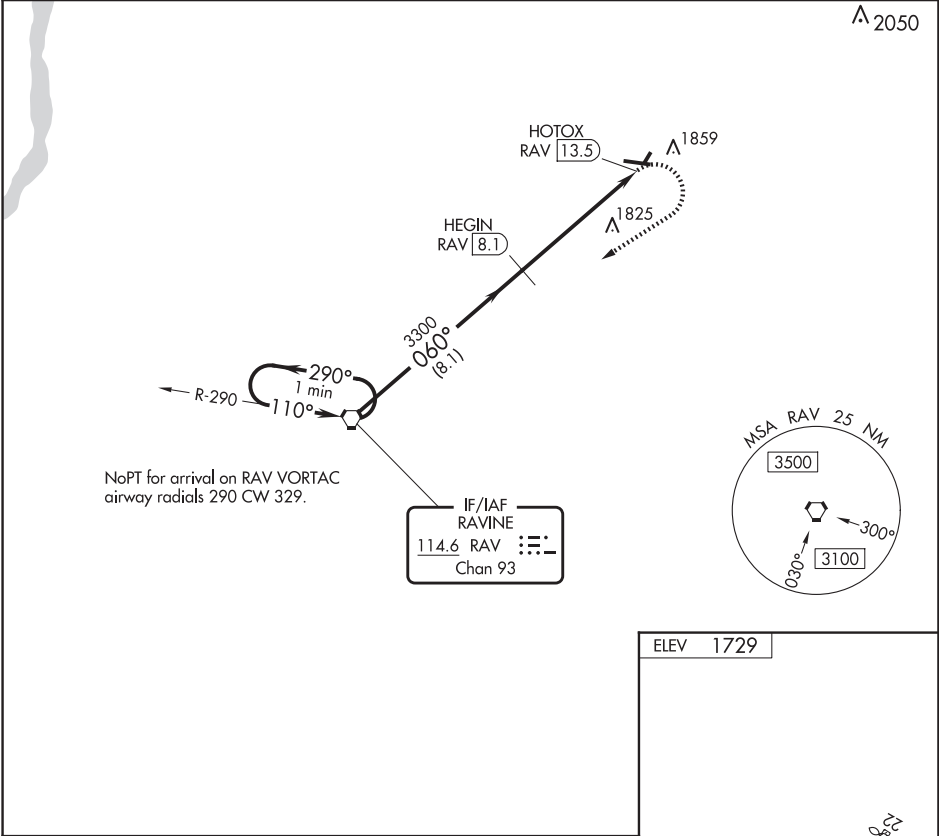 2050
HOTOX
RAV 13.5
1859
1825
HEGIN
RAV 8.1
3300
060°
(8.1)
290°
1 min
R-290
110°
NoPT for arrival on RAV VORTAC
airway radials 290 CW 329.
IF/IAF
RAVINE
114.6 RAV
Chan 93
MSA RAV 25 NM
3500
300°
030°
3100
ELEV 1729
22